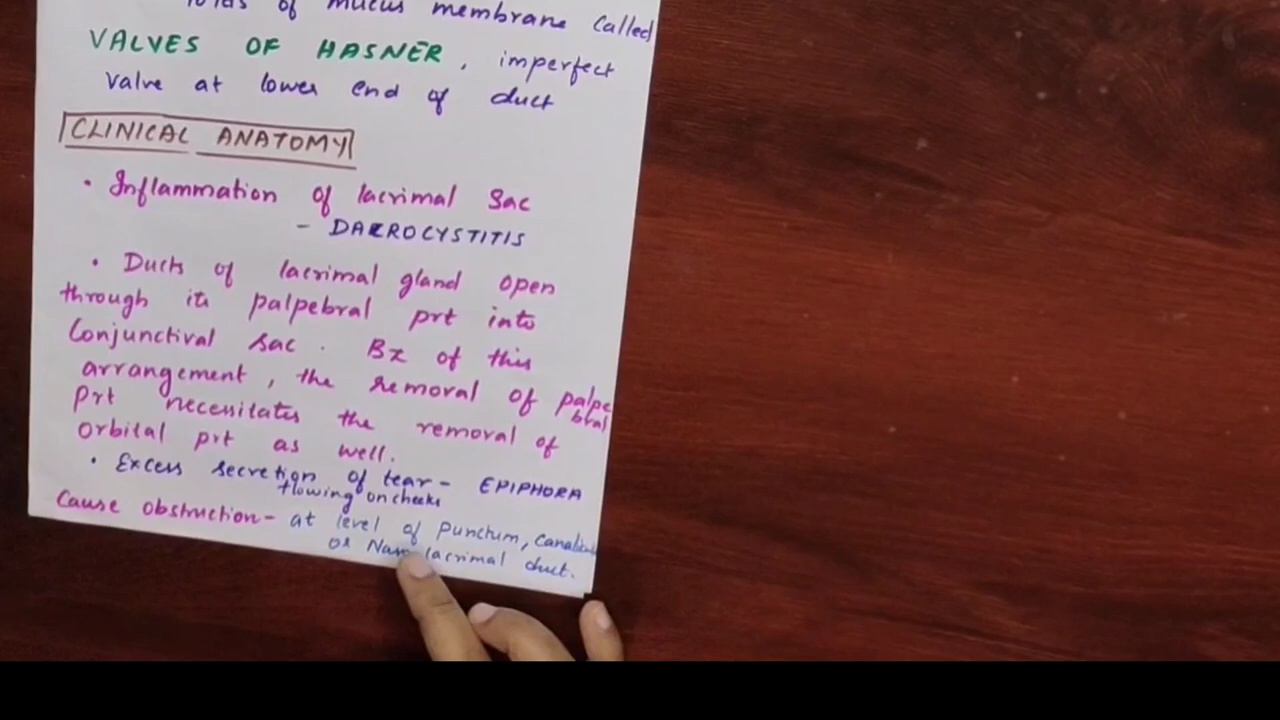 folds of mucus membrane called
VALVES OF HASNER, imperfect
valve at lower end of duct
CLINICAL ANATOMY
• Inflammation of lacrimal sac
- DACROCYSTITIS
• Ducts of lacrimal gland open
through its palpebral prt into
Conjunctival sac. Bz of this
arrangement, the removal of palpe
bral
prt necessitates the removal of
orbital prt as well.
• Excess secretion of tear - EPIPHORA
flowing on cheeks
Cause obstruction - at level of Punctum,
or lacrimal duct.